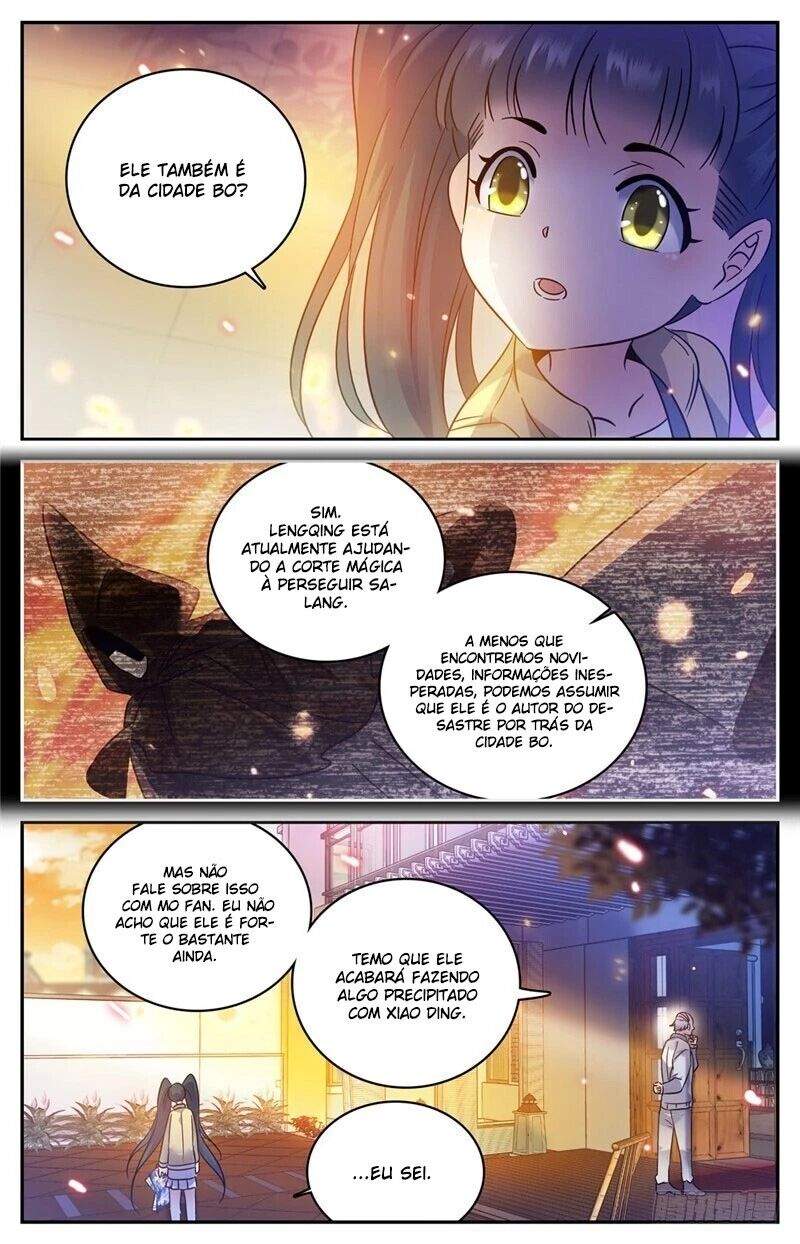 ELE TAMBÉM É
DA CIDADE BO?
SIM.
LENGQING ESTÁ
ATUALMENTE AJUDAN-
DO A CORTE MÁGICA
À PERSEGUIR SA-
LANG.
A MENOS QUE
ENCONTREMOS NOVI-
DADES, INFORMAÇÕES INES-
PERADAS, PODEMOS ASSUMIR
QUE ELE É O AUTOR DO DE-
SASTRE POR TRÁS DA
CIDADE BO.
MAS NÃO
FALE SOBRE ISSO
COM MO FAN. EU NÃO
ACHO QUE ELE É FOR-
TE O BASTANTE
AINDA.
TEMO QUE ELE
ACABARÁ FAZENDO
ALGO PRECIPITADO
COM XIAO DING.
...EU SEI.